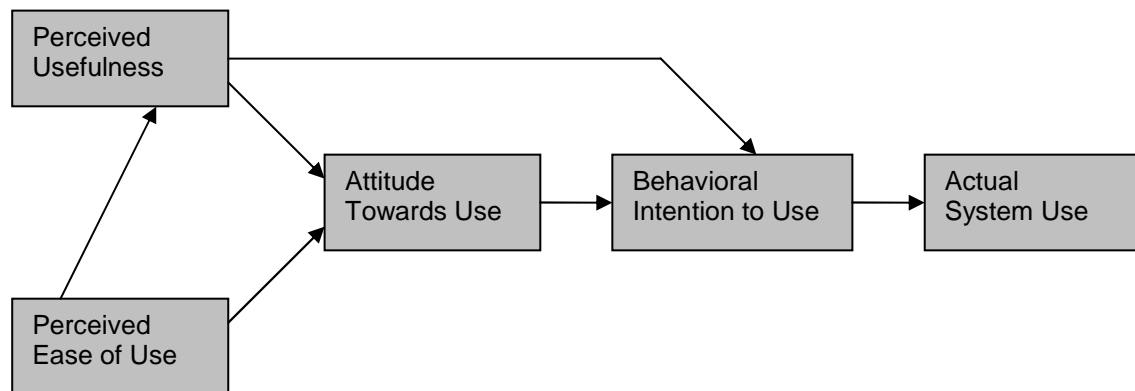 Perceived
Usefulness
Attitude
Towards Use
Behavioral
Intention to Use
Actual
System Use
Perceived
Ease of Use